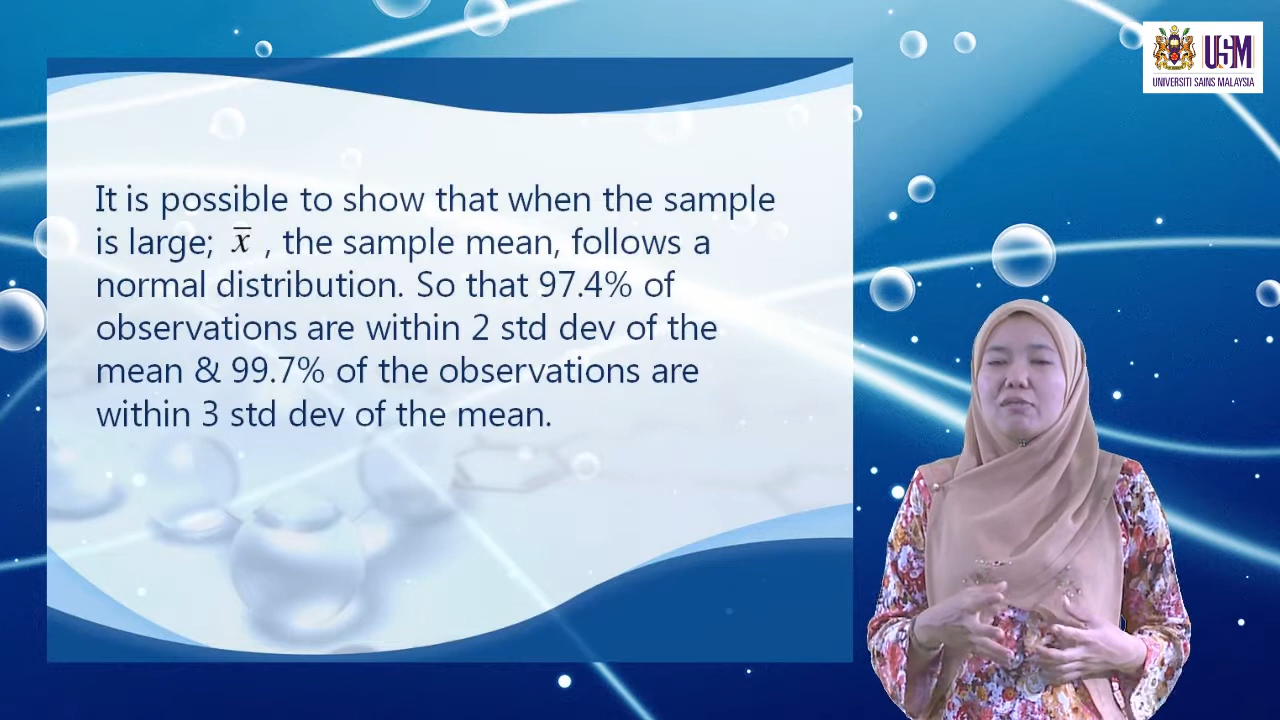 USM
UNIVERSITI SAINS MALAYSIA
It is possible to show that when the sample
is large; x̅ , the sample mean, follows a
normal distribution. So that 97.4% of
observations are within 2 std dev of the
mean & 99.7% of the observations are
within 3 std dev of the mean.